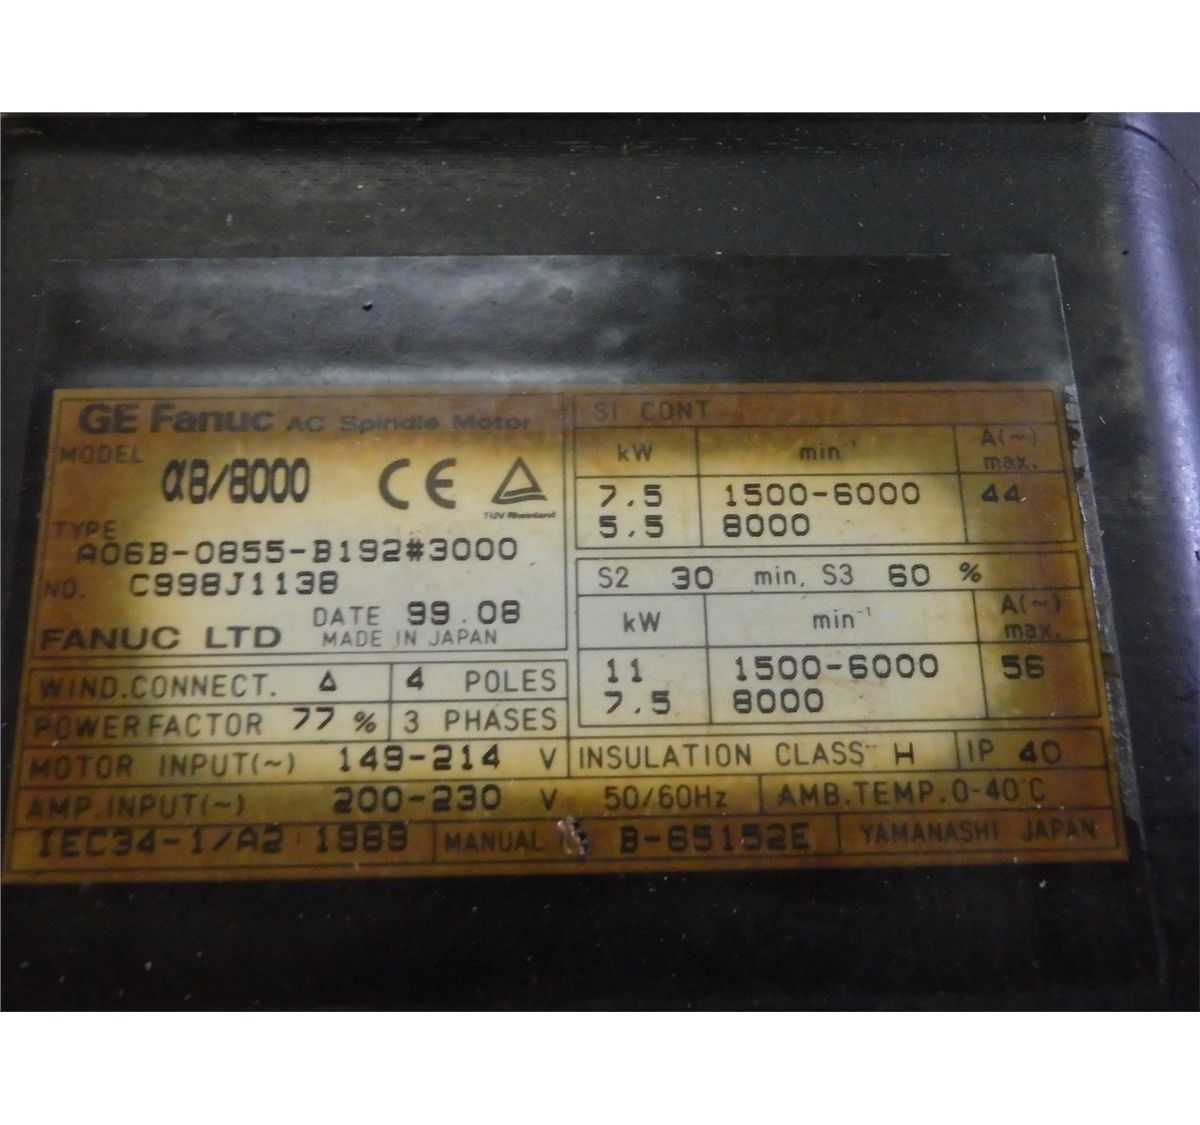 GE Fanuc AC Spindle Motor
MODEL
α8/8000 CE
TÜV Rheinland
TYPE
A06B-0855-B192#3000
NO. C998J1138
DATE 99.08
FANUC LTD MADE IN JAPAN
WIND.CONNECT. Δ 4 POLES
POWER FACTOR 77 % 3 PHASES
MOTOR INPUT(~) 149-214 V
S1 CONT
kW min⁻¹ A(~) max.
7.5 1500-6000 44
5.5 8000
S2 30 min, S3 60 %
kW min⁻¹ A(~) max.
11 1500-6000 56
7.5 8000
INSULATION CLASS H IP 40
AMP.INPUT(~) 200-230 V 50/60Hz AMB.TEMP.0-40°C
IEC34-1/A2:1989 MANUAL B-65152E YAMANASHI JAPAN